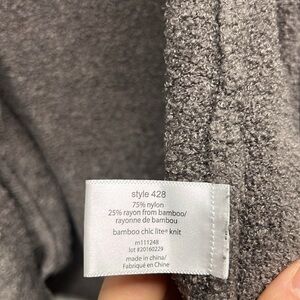 style 428
75% nylon
25% rayon from bamboo/
rayonne de bambou
bamboo chic lite® knit
rn111248
lot #20160229
made in china/
Fabriqué en Chine